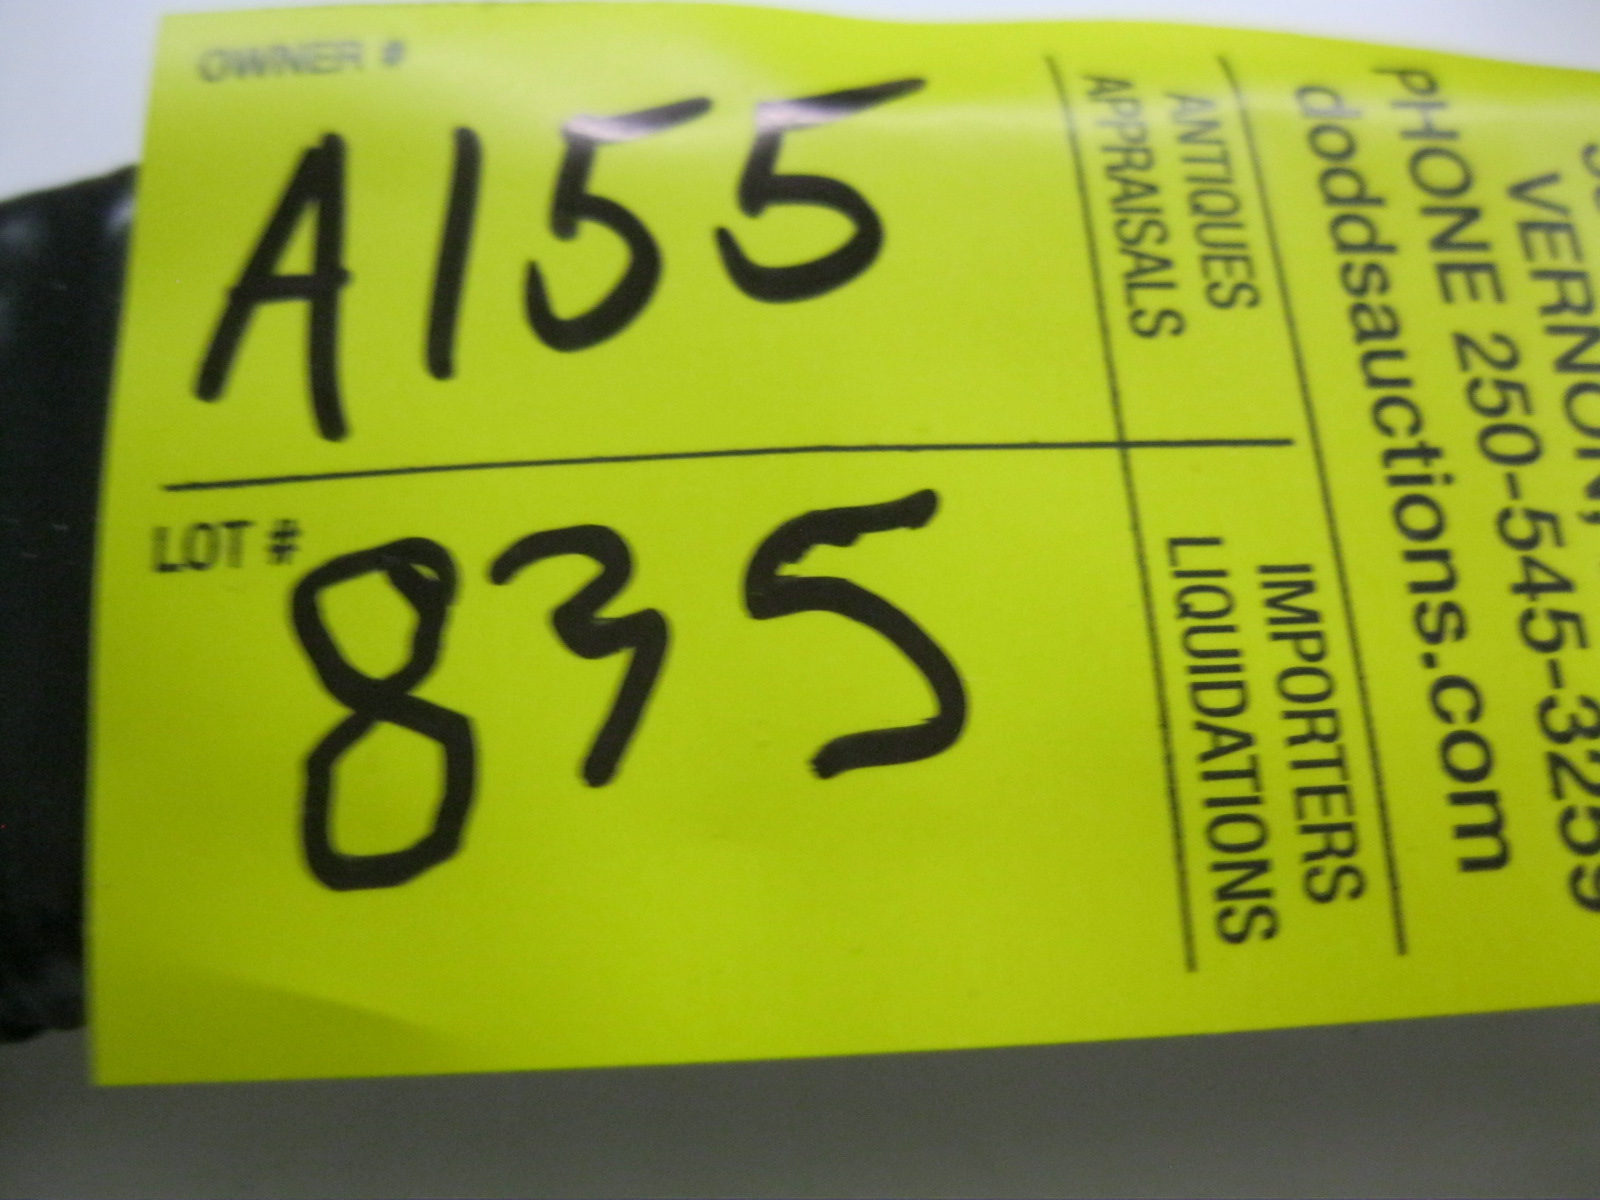 OWNER #
A155
LOT #
835
VERNON,
PHONE 250-545-3259
doddsauctions.com
ANTIQUES
APPRAISALS
IMPORTERS
LIQUIDATIONS